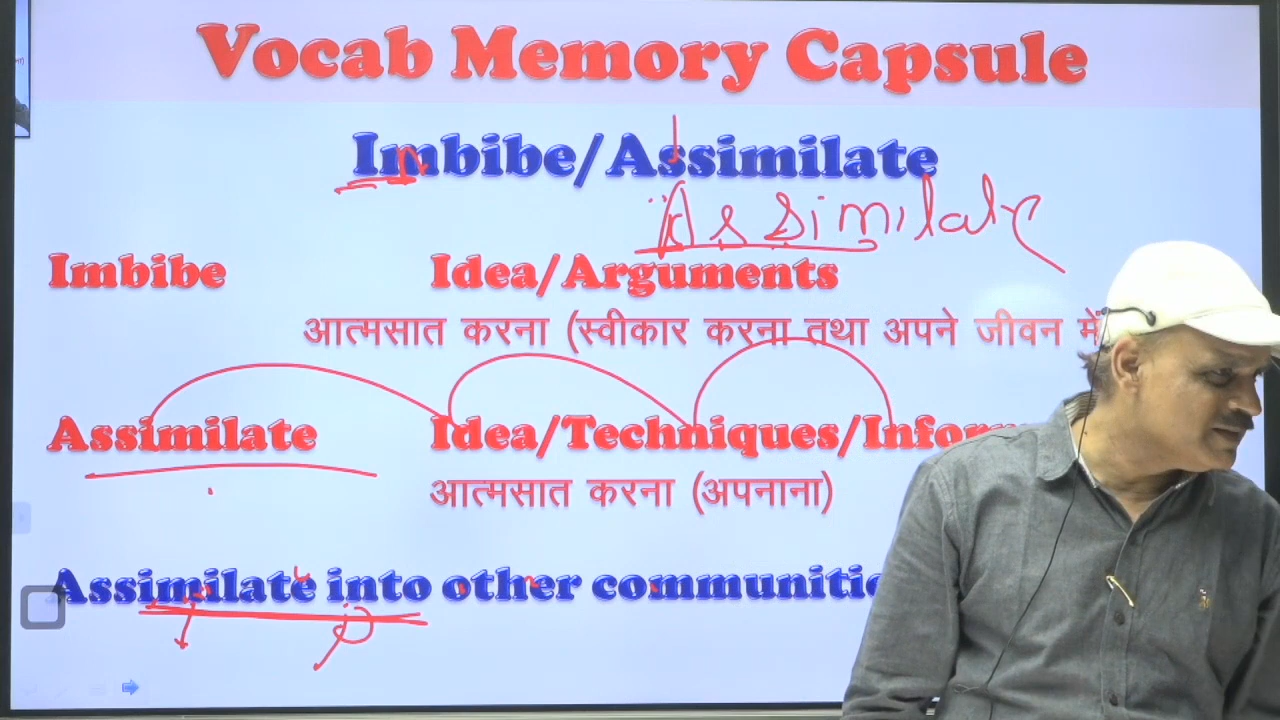 Vocab Memory Capsule
Imbibe/Assimilate
Assimilate
Imbibe Idea/Arguments
आत्मसात करना (स्वीकार करना तथा अपने जीवन में
Assimilate Idea/Techniques/Infor
आत्मसात करना (अपनाना)
Assimilate into other communitie